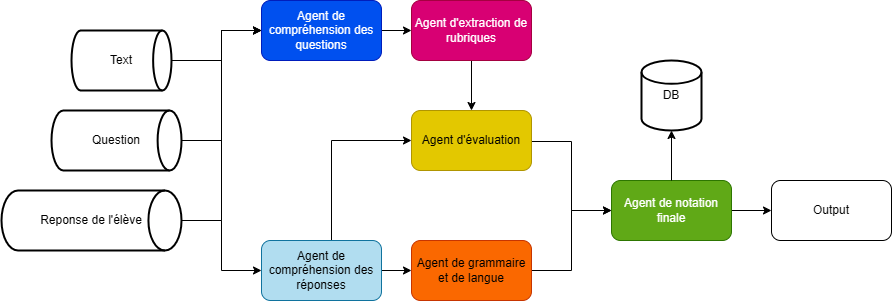 Text
Question
Reponse de l'élève
Agent de
compréhension des
questions
Agent d'extraction de
rubriques
Agent d'évaluation
Agent de
compréhension des
réponses
Agent de grammaire
et de langue
DB
Agent de notation
finale
Output